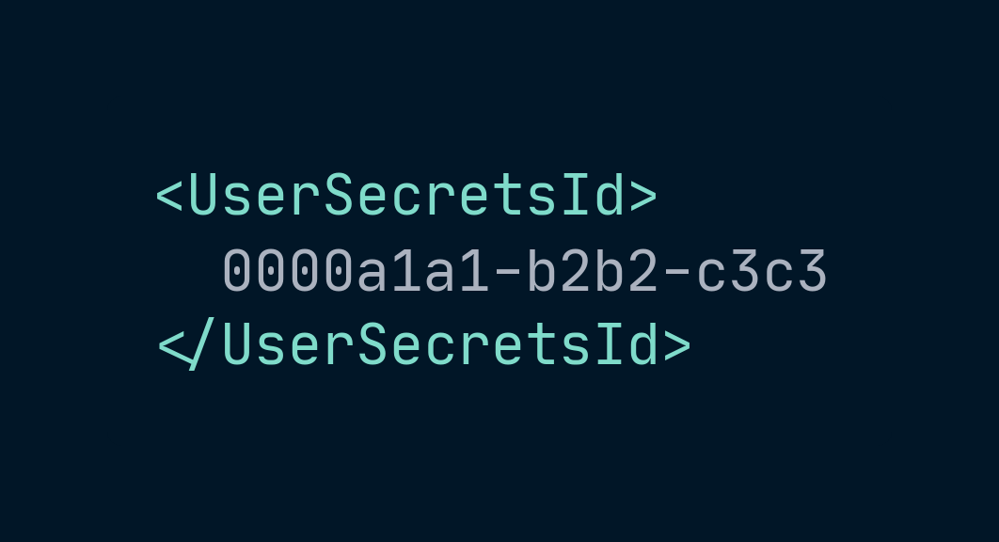 <UserSecretsId>
  0000a1a1-b2b2-c3c3
</UserSecretsId>